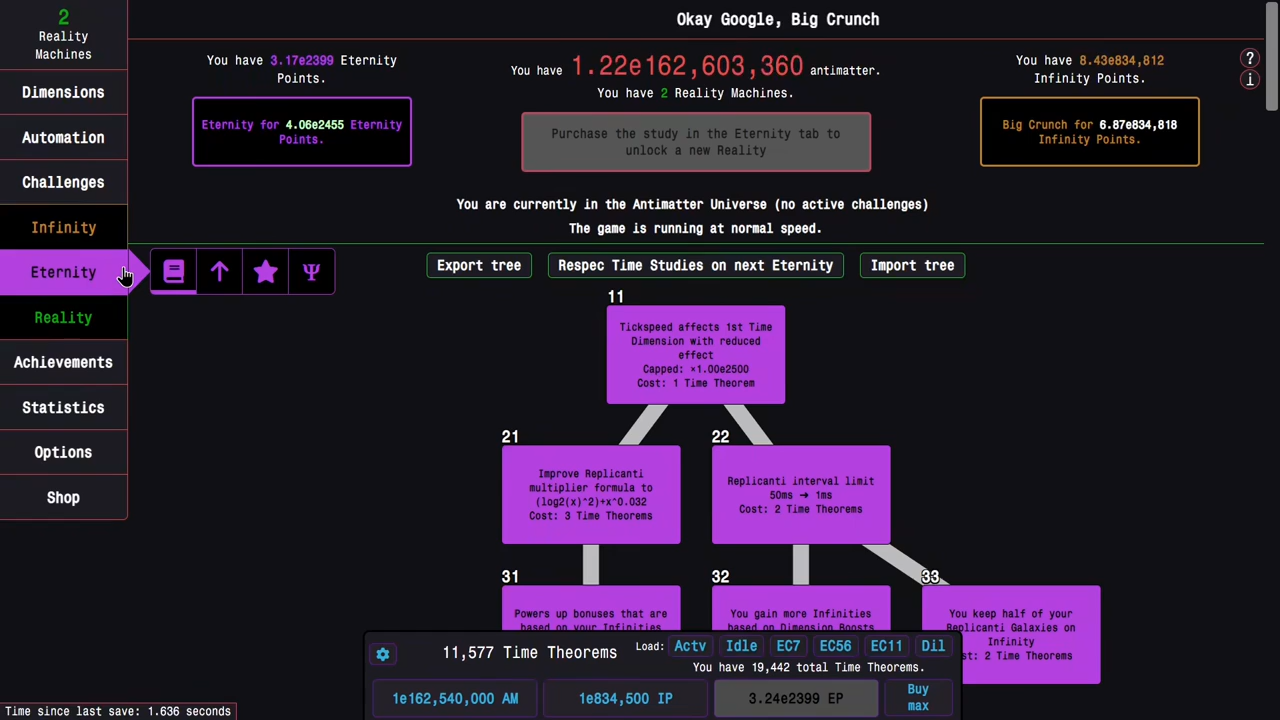 2
Reality
Machines
Dimensions
Automation
Challenges
Infinity
Eternity
Reality
Achievements
Statistics
Options
Shop
Okay Google, Big Crunch
You have 3.17e2399 Eternity
Points.
Eternity for 4.06e2455 Eternity
Points.
You have 1.22e162,603,360 antimatter.
You have 2 Reality Machines.
Purchase the study in the Eternity tab to
unlock a new Reality
You have 8.43e834,812
Infinity Points.
Big Crunch for 6.87e834,818
Infinity Points.
?
i
You are currently in the Antimatter Universe (no active challenges)
The game is running at normal speed.
Ψ
Export tree
Respec Time Studies on next Eternity
Import tree
11
Tickspeed affects 1st Time
Dimension with reduced
effect
Capped: ×1.00e2500
Cost: 1 Time Theorem
21
Improve Replicanti
multiplier formula to
(log2(x)^2)+x^0.032
Cost: 3 Time Theorems
22
Replicanti interval limit
50ms ➜ 1ms
Cost: 2 Time Theorems
31
Powers up bonuses that are
based on your Infinities
32
You gain more Infinities
based on Dimension Boosts
33
You keep half of your
Replicanti Galaxies on
Infinity
st: 2 Time Theorems
11,577 Time Theorems
Load: Actv Idle EC7 EC56 EC11 Dil
You have 19,442 total Time Theorems.
1e162,540,000 AM
1e834,500 IP
3.24e2399 EP
Buy
max
Time since last save: 1.636 seconds